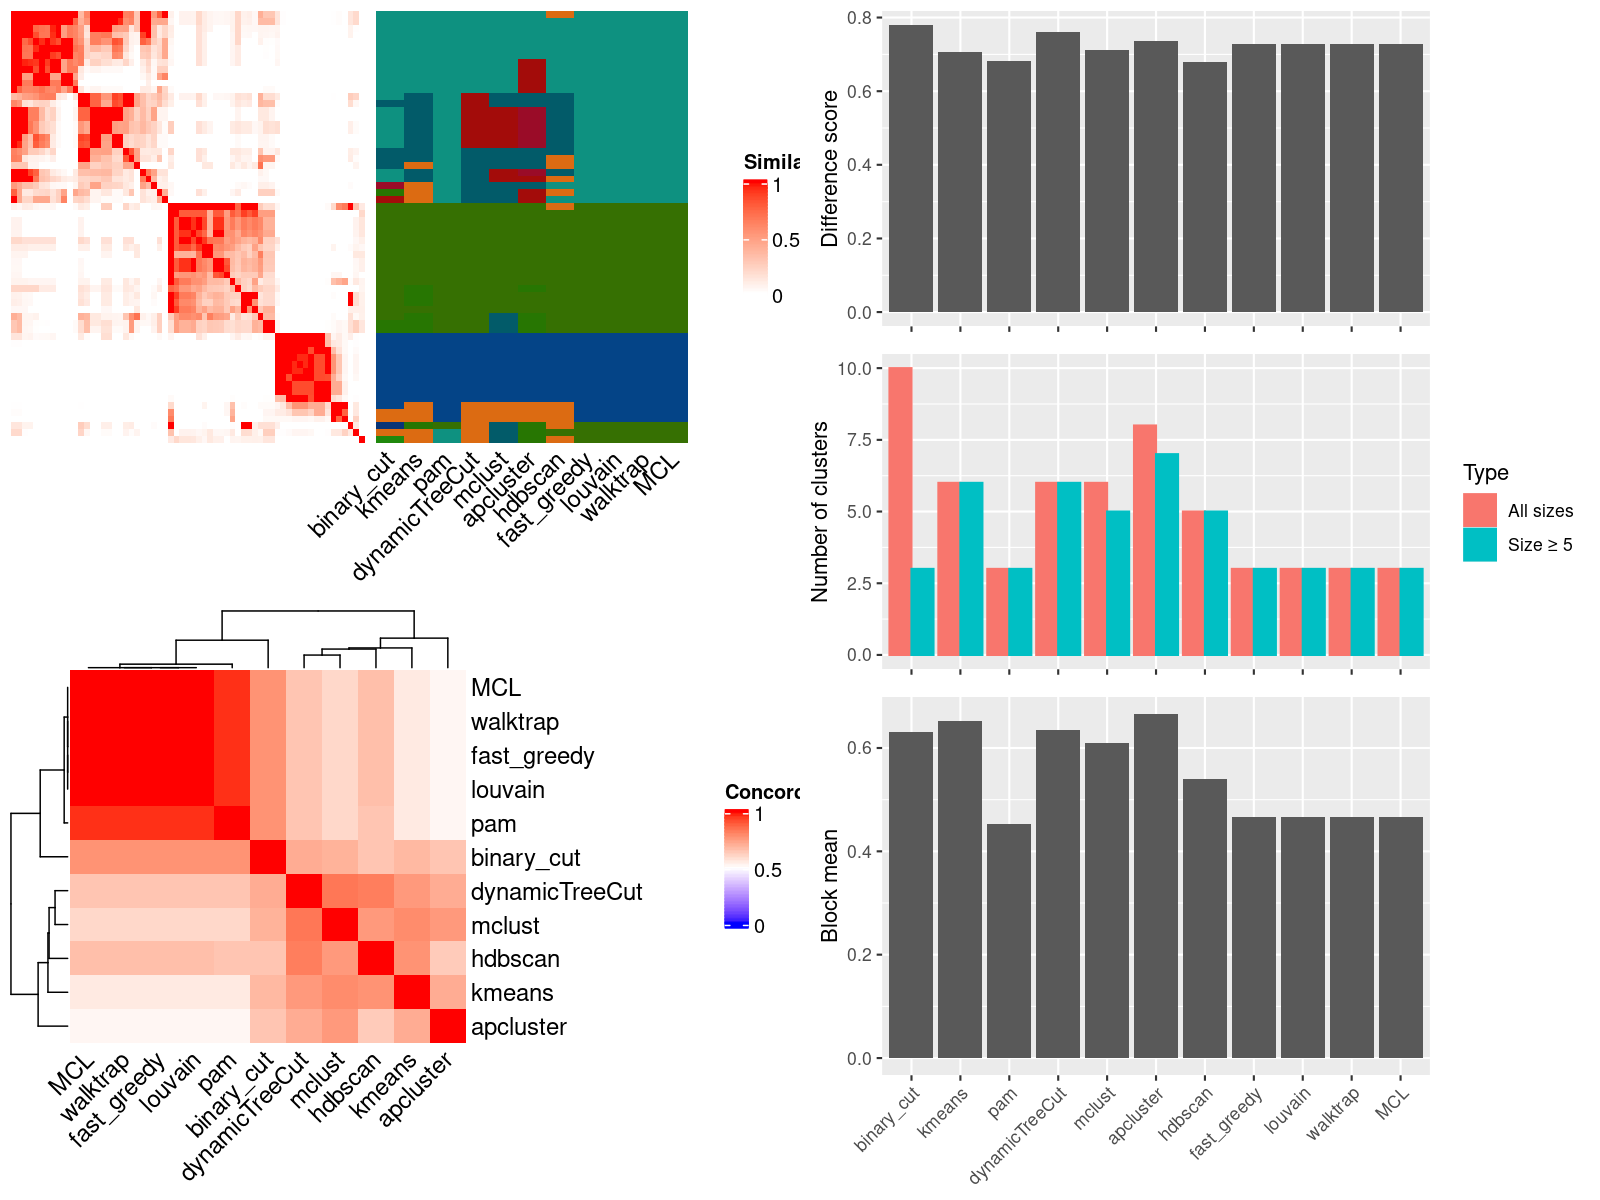 Simila
1
0.5
0
binary_cut
kmeans
pam
dynamicTreeCut
mclust
apcluster
hdbscan
fast_greedy
louvain
walktrap
MCL
MCL
walktrap
fast_greedy
louvain
pam
binary_cut
dynamicTreeCut
mclust
hdbscan
kmeans
apcluster
MCL
walktrap
fast_greedy
louvain
pam
binary_cut
dynamicTreeCut
mclust
hdbscan
kmeans
apcluster
Concord
1
0.5
0
Difference score
0.8
0.6
0.4
0.2
0.0
Number of clusters
10.0
7.5
5.0
2.5
0.0
Type
All sizes
Size ≥ 5
Block mean
0.6
0.4
0.2
0.0
binary_cut
kmeans
pam
dynamicTreeCut
mclust
apcluster
hdbscan
fast_greedy
louvain
walktrap
MCL